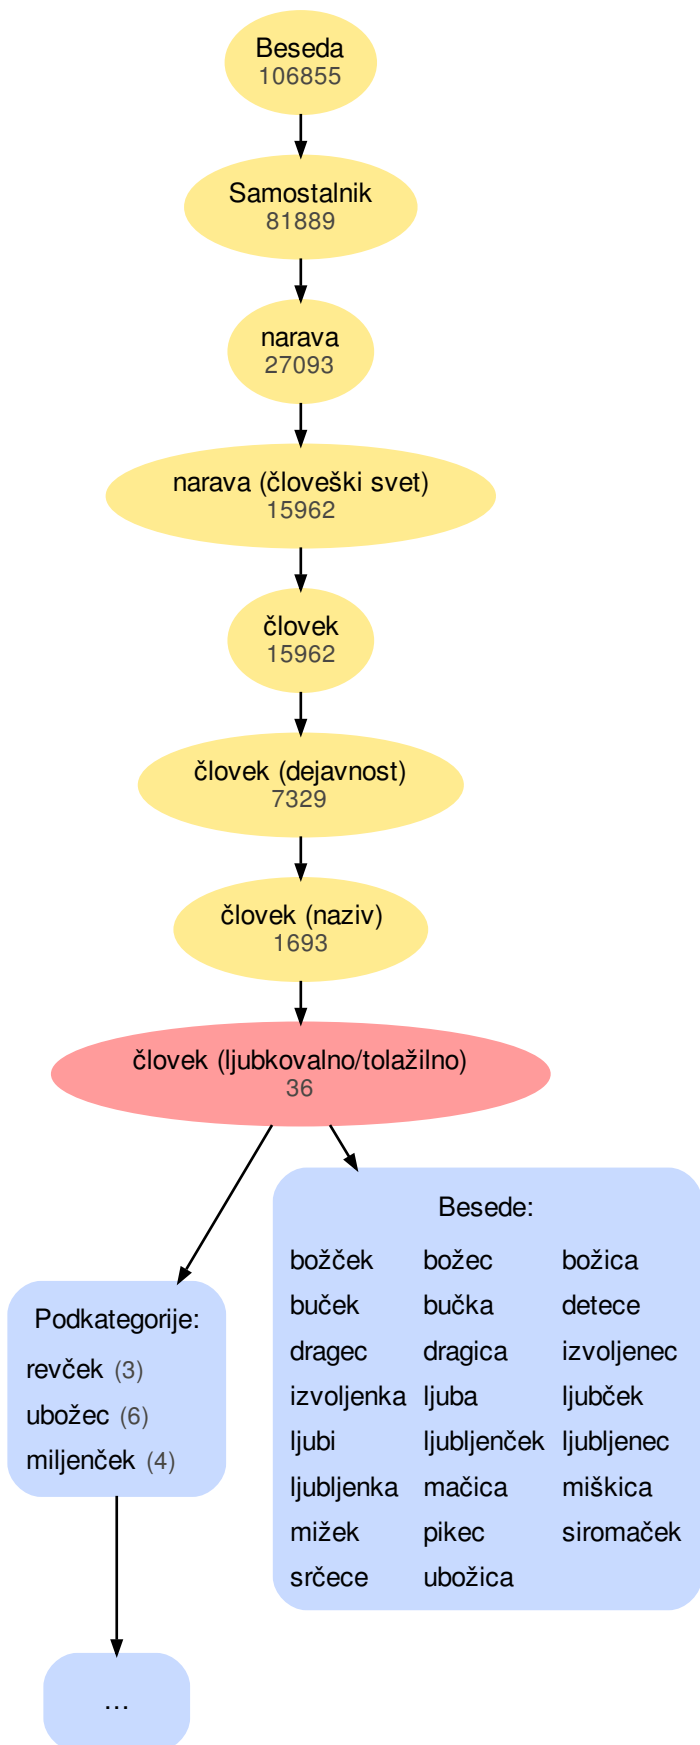 Beseda
106855
Samostalnik
81889
narava
27093
narava (človeški svet)
15962
človek
15962
človek (dejavnost)
7329
človek (naziv)
1693
človek (ljubkovalno/tolažilno)
36
Podkategorije:
revček (3)
ubožec (6)
miljenček (4)
...
Besede:
božček božec božica
buček bučka detece
dragec dragica izvoljenec
izvoljenka ljuba ljubček
ljubi ljubljenček ljubljenec
ljubljenka mačica miškica
mižek pikec siromaček
srčece ubožica